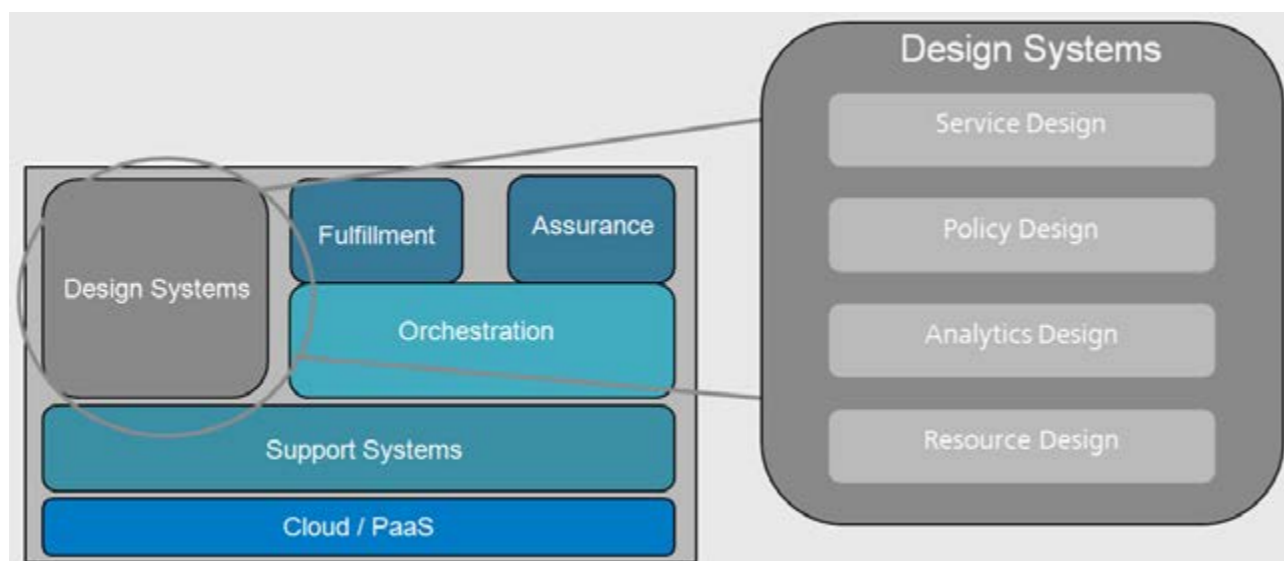 Design Systems
Service Design
Policy Design
Analytics Design
Resource Design
Design Systems
Fulfillment
Assurance
Orchestration
Support Systems
Cloud / PaaS